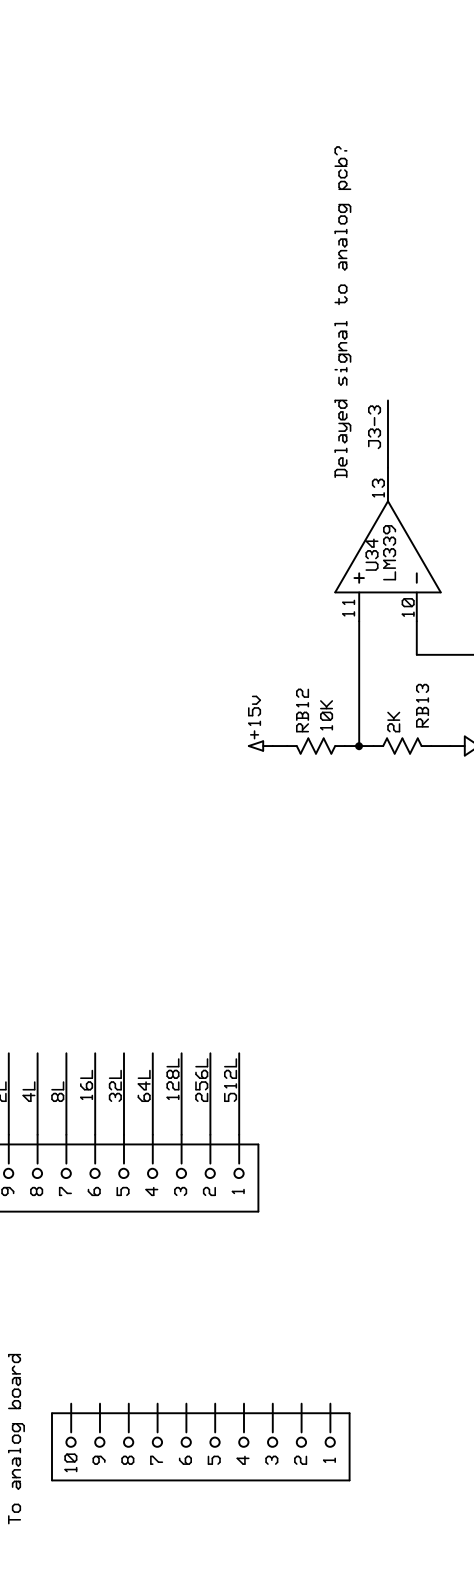 Delayed signal to analog pcb?
J3-3
13
U34
LM339
+
-
11
10
+15v
RB12
10K
2K
RB13
4L
8L
16L
32L
64L
128L
256L
512L
9
8
7
6
5
4
3
2
1
To analog board
10
9
8
7
6
5
4
3
2
1